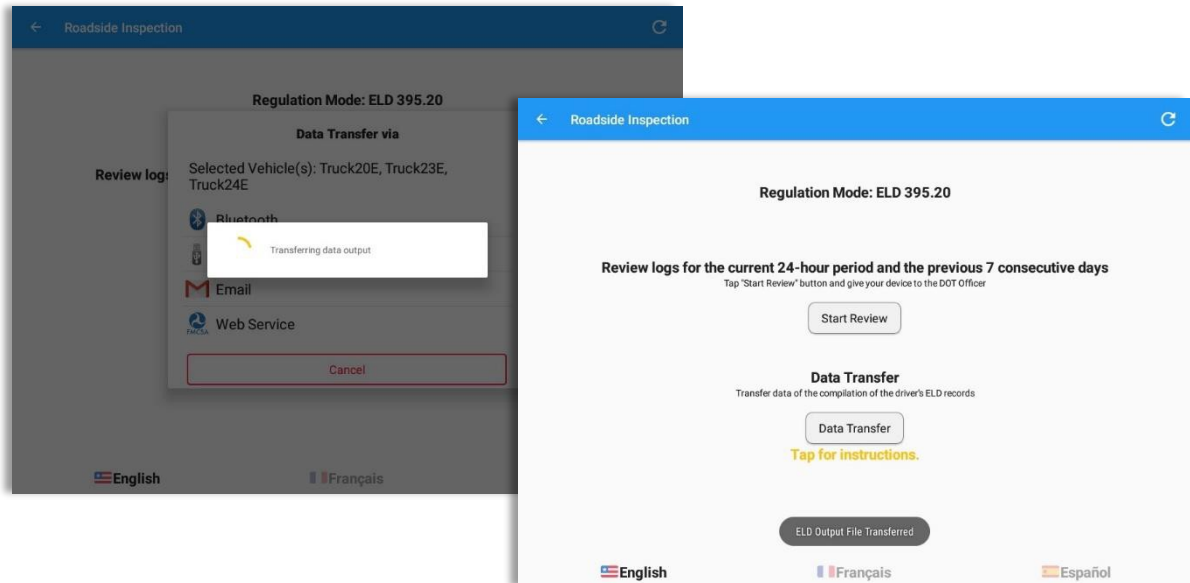 Roadside Inspection
Regulation Mode: ELD 395.20
Data Transfer via
Review logs
Selected Vehicle(s): Truck20E, Truck23E,
Truck24E
Bluetooth
Transferring data output
Email
FMCSA
Web Service
Cancel
English
Français
Roadside Inspection
Regulation Mode: ELD 395.20
Review logs for the current 24-hour period and the previous 7 consecutive days
Tap "Start Review" button and give your device to the DOT Officer
Start Review
Data Transfer
Transfer data of the compilation of the driver's ELD records
Data Transfer
Tap for instructions.
ELD Output File Transferred
English
Français
Español